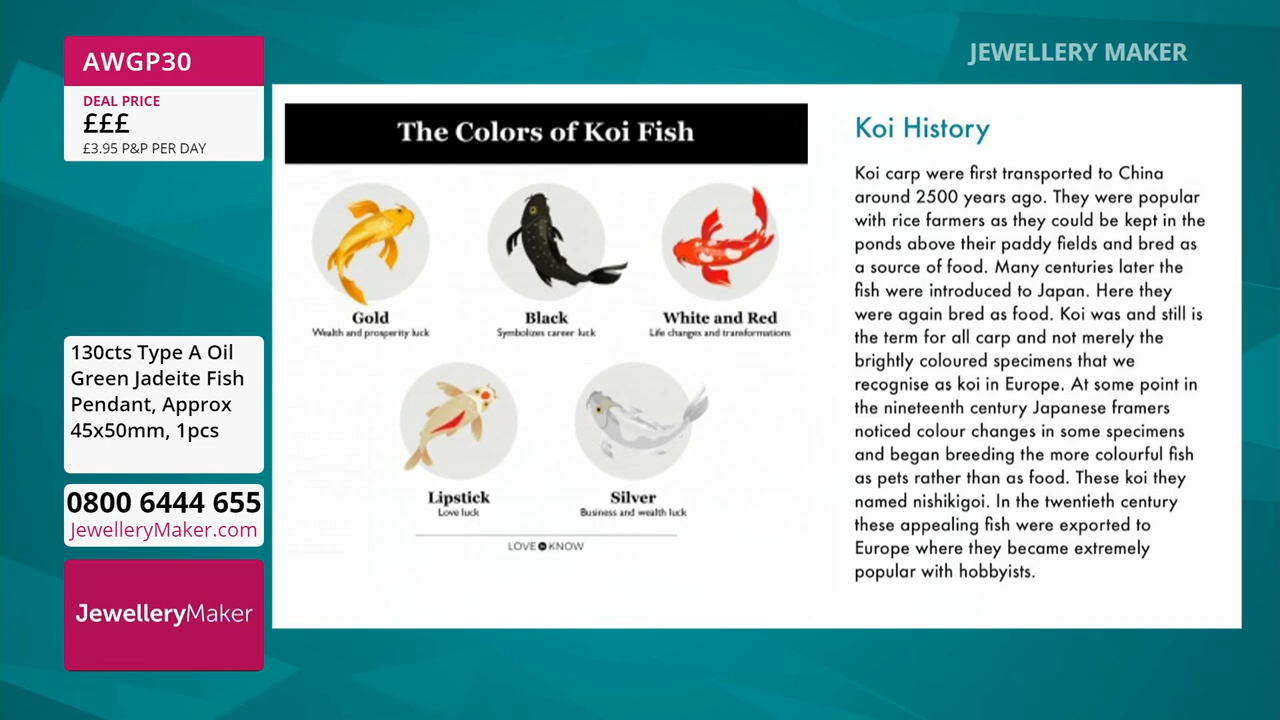 AWGP30
DEAL PRICE
£££
£3.95 P&P PER DAY
130cts Type A Oil
Green Jadeite Fish
Pendant, Approx
45x50mm, 1pcs
0800 6444 655
JewelleryMaker.com
JewelleryMaker
JEWELLERY MAKER
The Colors of Koi Fish
Gold
Wealth and prosperity luck
Black
Symbolizes career luck
White and Red
Life changes and transformations
Lipstick
Love luck
Silver
Business and wealth luck
LOVE TO KNOW
Koi History
Koi carp were first transported to China
around 2500 years ago. They were popular
with rice farmers as they could be kept in the
ponds above their paddy fields and bred as
a source of food. Many centuries later the
fish were introduced to Japan. Here they
were again bred as food. Koi was and still is
the term for all carp and not merely the
brightly coloured specimens that we
recognise as koi in Europe. At some point in
the nineteenth century Japanese framers
noticed colour changes in some specimens
and began breeding the more colourful fish
as pets rather than as food. These koi they
named nishikigoi. In the twentieth century
these appealing fish were exported to
Europe where they became extremely
popular with hobbyists.